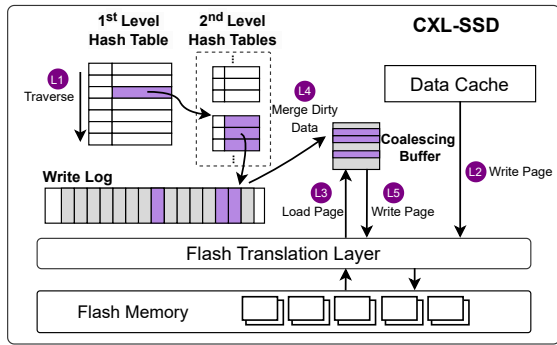 1st Level
Hash Table
2nd Level
Hash Tables
CXL-SSD
L1
Traverse
L4
Merge Dirty
Data
Data Cache
Coalescing
Buffer
Write Log
L3
Load Page
L5
Write Page
L2 Write Page
Flash Translation Layer
Flash Memory